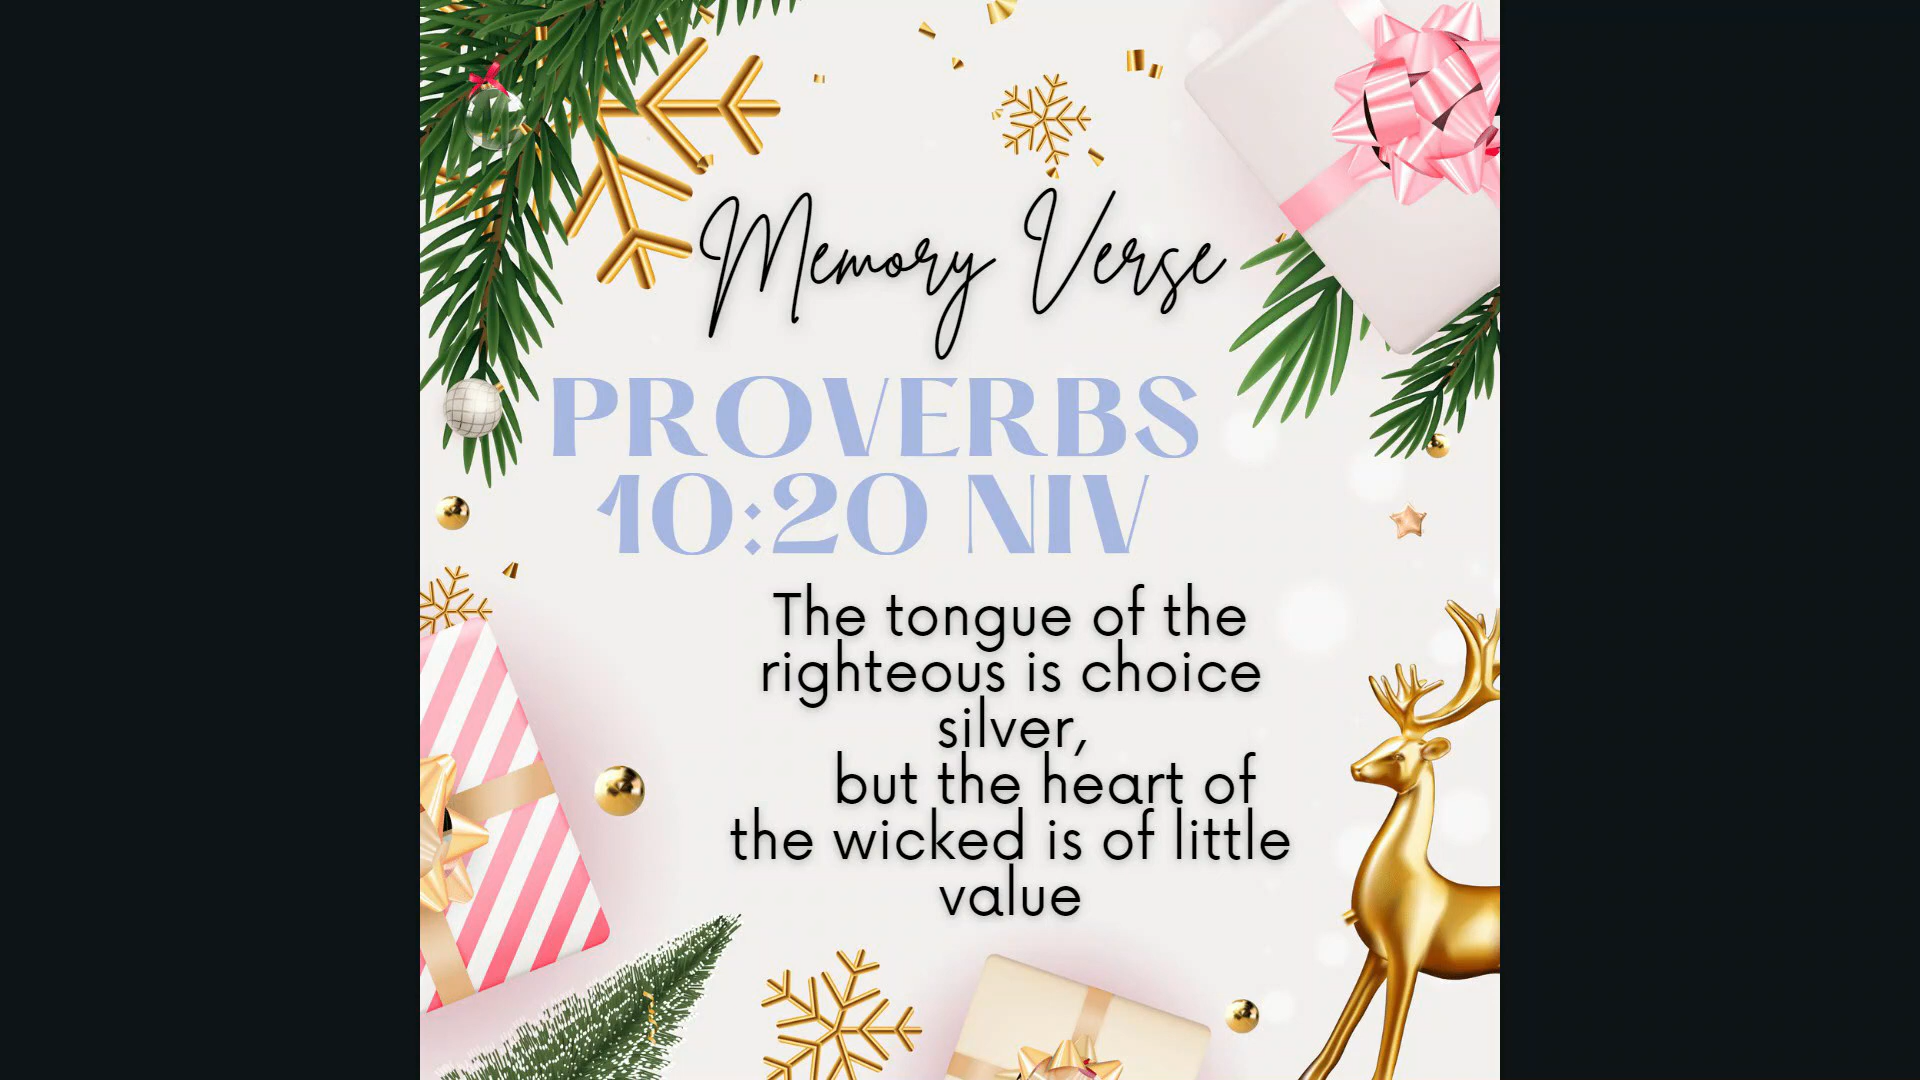 Memory Verse
PROVERBS
10:20 NIV
The tongue of the
righteous is choice
silver,
but the heart of
the wicked is of little
value